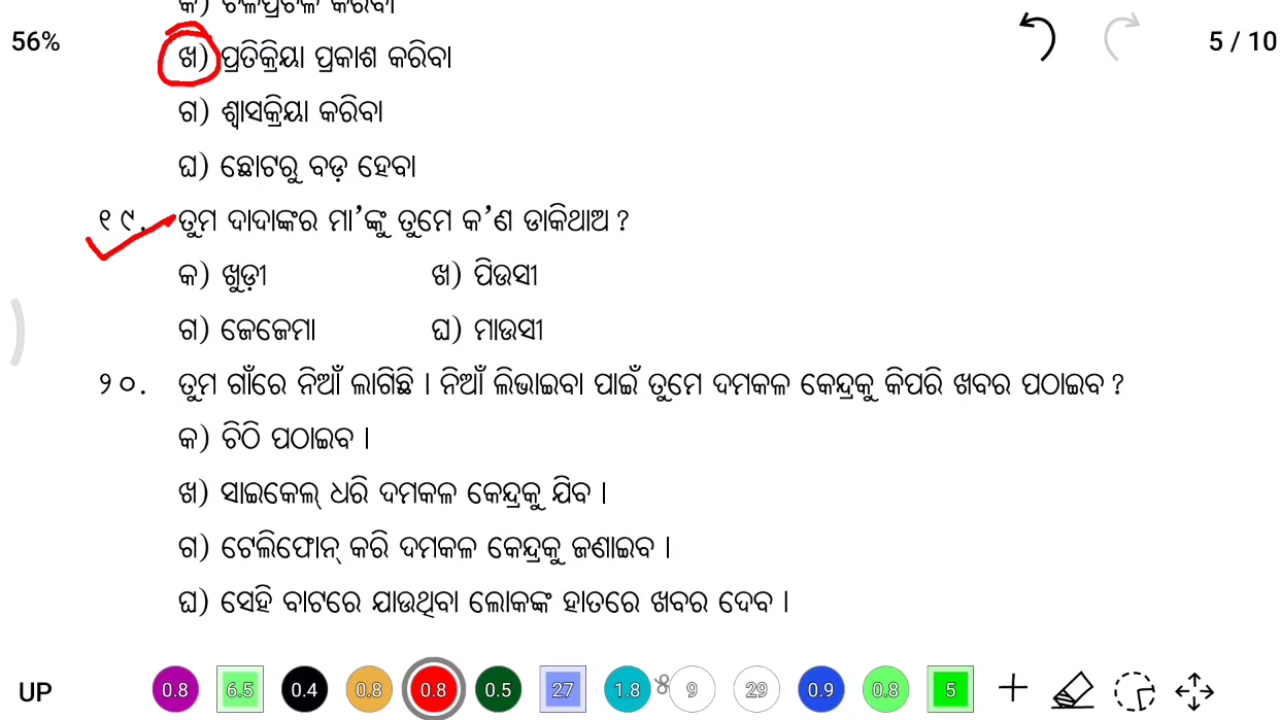 56%
5 / 10
କ) ଚଳପ୍ରଚଳ କରିବା
ଖ) ପ୍ରତିକ୍ରିୟା ପ୍ରକାଶ କରିବା
ଗ) ଶ୍ୱାସକ୍ରିୟା କରିବା
ଘ) ଛୋଟରୁ ବଡ଼ ହେବା
୧୯. ତୁମ ଦାଦାଙ୍କର ମା’ଙ୍କୁ ତୁମେ କ’ଣ ଡାକିଥାଅ ?
କ) ଖୁଡ଼ୀ ଖ) ପିଉସୀ
ଗ) ଜେଜେମା ଘ) ମାଉସୀ
୨୦. ତୁମ ଗାଁରେ ନିଆଁ ଲାଗିଛି । ନିଆଁ ଲିଭାଇବା ପାଇଁ ତୁମେ ଦମକଳ କେନ୍ଦ୍ରକୁ କିପରି ଖବର ପଠାଇବ ?
କ) ଚିଠି ପଠାଇବ ।
ଖ) ସାଇକେଲ୍ ଧରି ଦମକଳ କେନ୍ଦ୍ରକୁ ଯିବ ।
ଗ) ଟେଲିଫୋନ୍ କରି ଦମକଳ କେନ୍ଦ୍ରକୁ ଜଣାଇବ ।
ଘ) ସେହି ବାଟରେ ଯାଉଥିବା ଲୋକଙ୍କ ହାତରେ ଖବର ଦେବ ।
UP 0.8 6.5 0.4 0.8 0.8 0.5 27 1.8 9 29 0.9 0.8 5